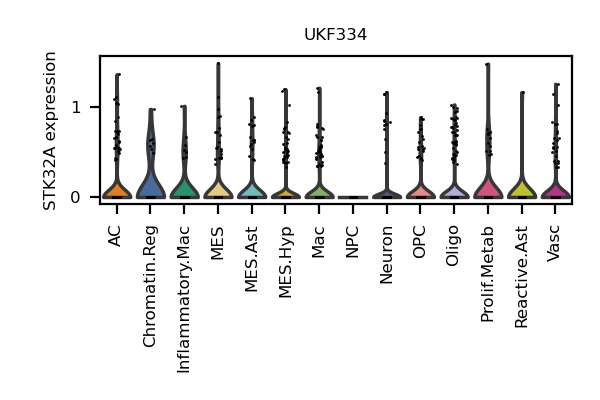 UKF334
STK32A expression
1
0
AC
Chromatin.Reg
Inflammatory.Mac
MES
MES.Ast
MES.Hyp
Mac
NPC
Neuron
OPC
Oligo
Prolif.Metab
Reactive.Ast
Vasc